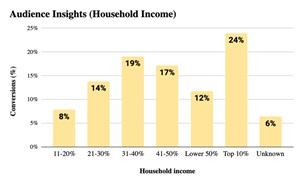 Audience Insights (Household Income)
25%
20%
15%
10%
5%
0%
Conversions (%)
8%
14%
19%
17%
12%
24%
6%
11-20%
21-30%
31-40%
41-50%
Lower 50%
Top 10%
Unknown
Household income